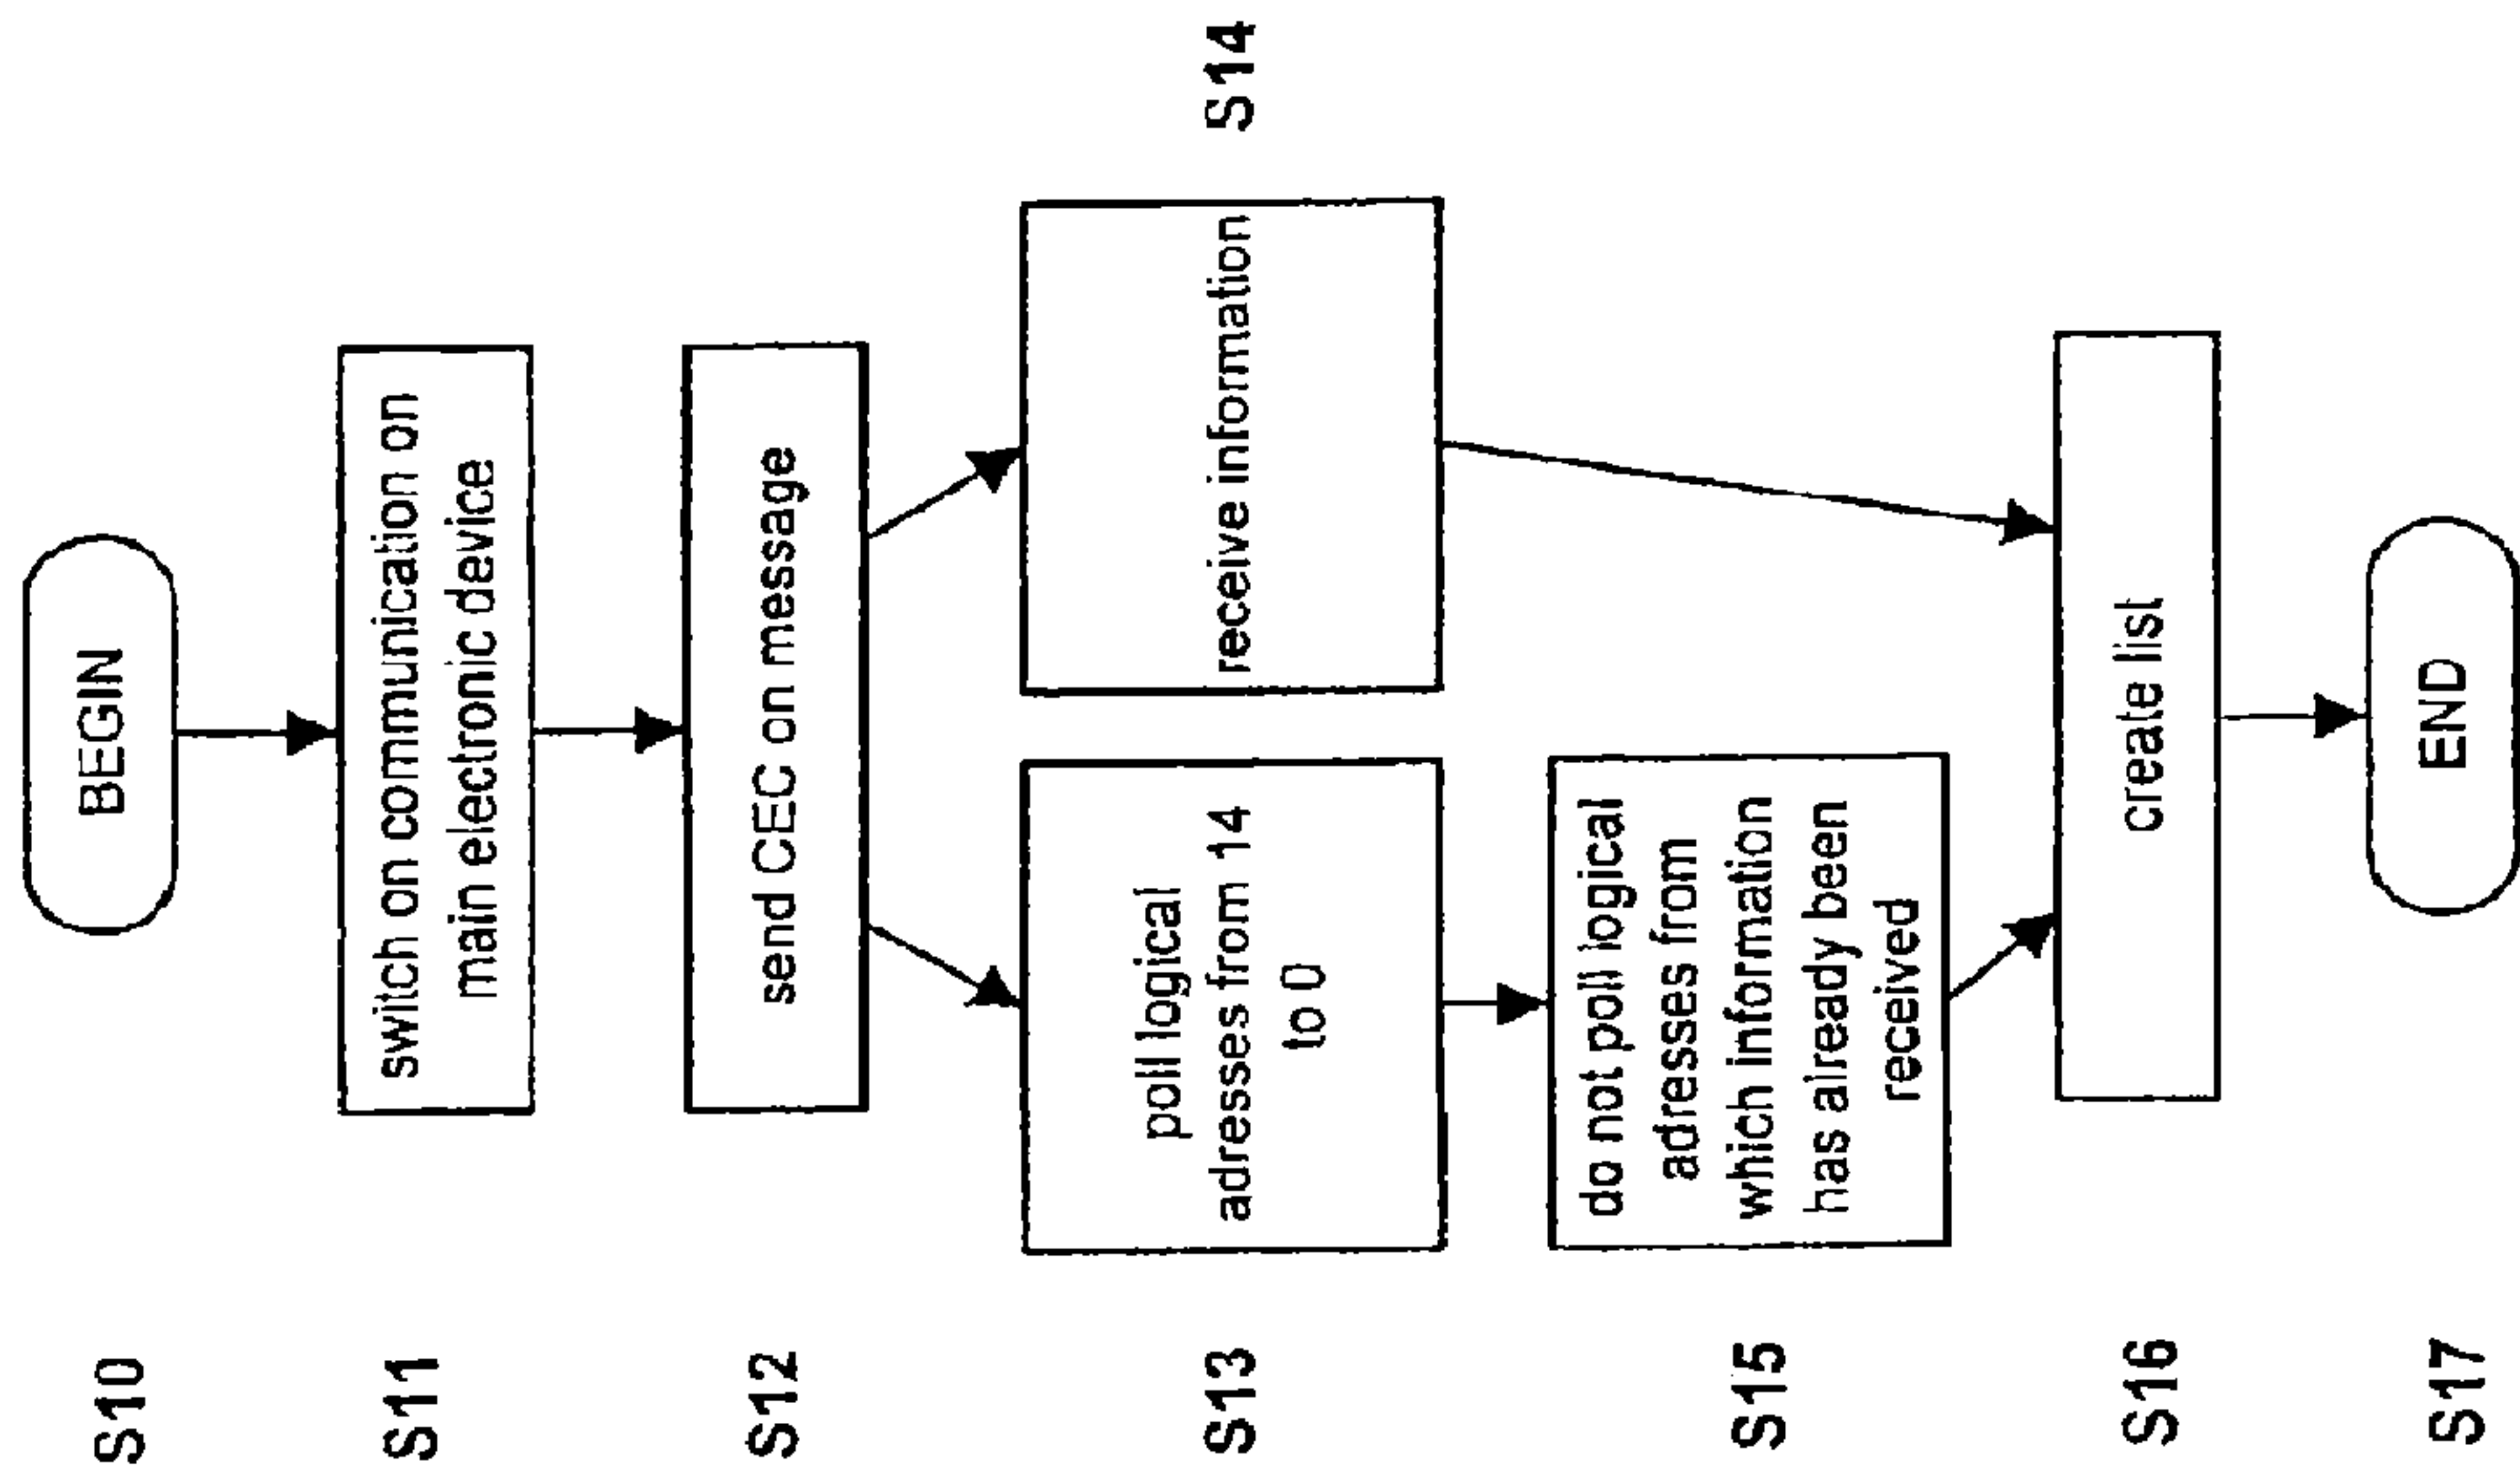 S10
BEGIN
S11
switch on communication on
main electronic device
S12
send CEC on message
S13
poll logical
adresses from 14
to 0
receive information
S14
S15
do not poll logical
adresses from
which information
has already been
received
S16
create list
S17
END